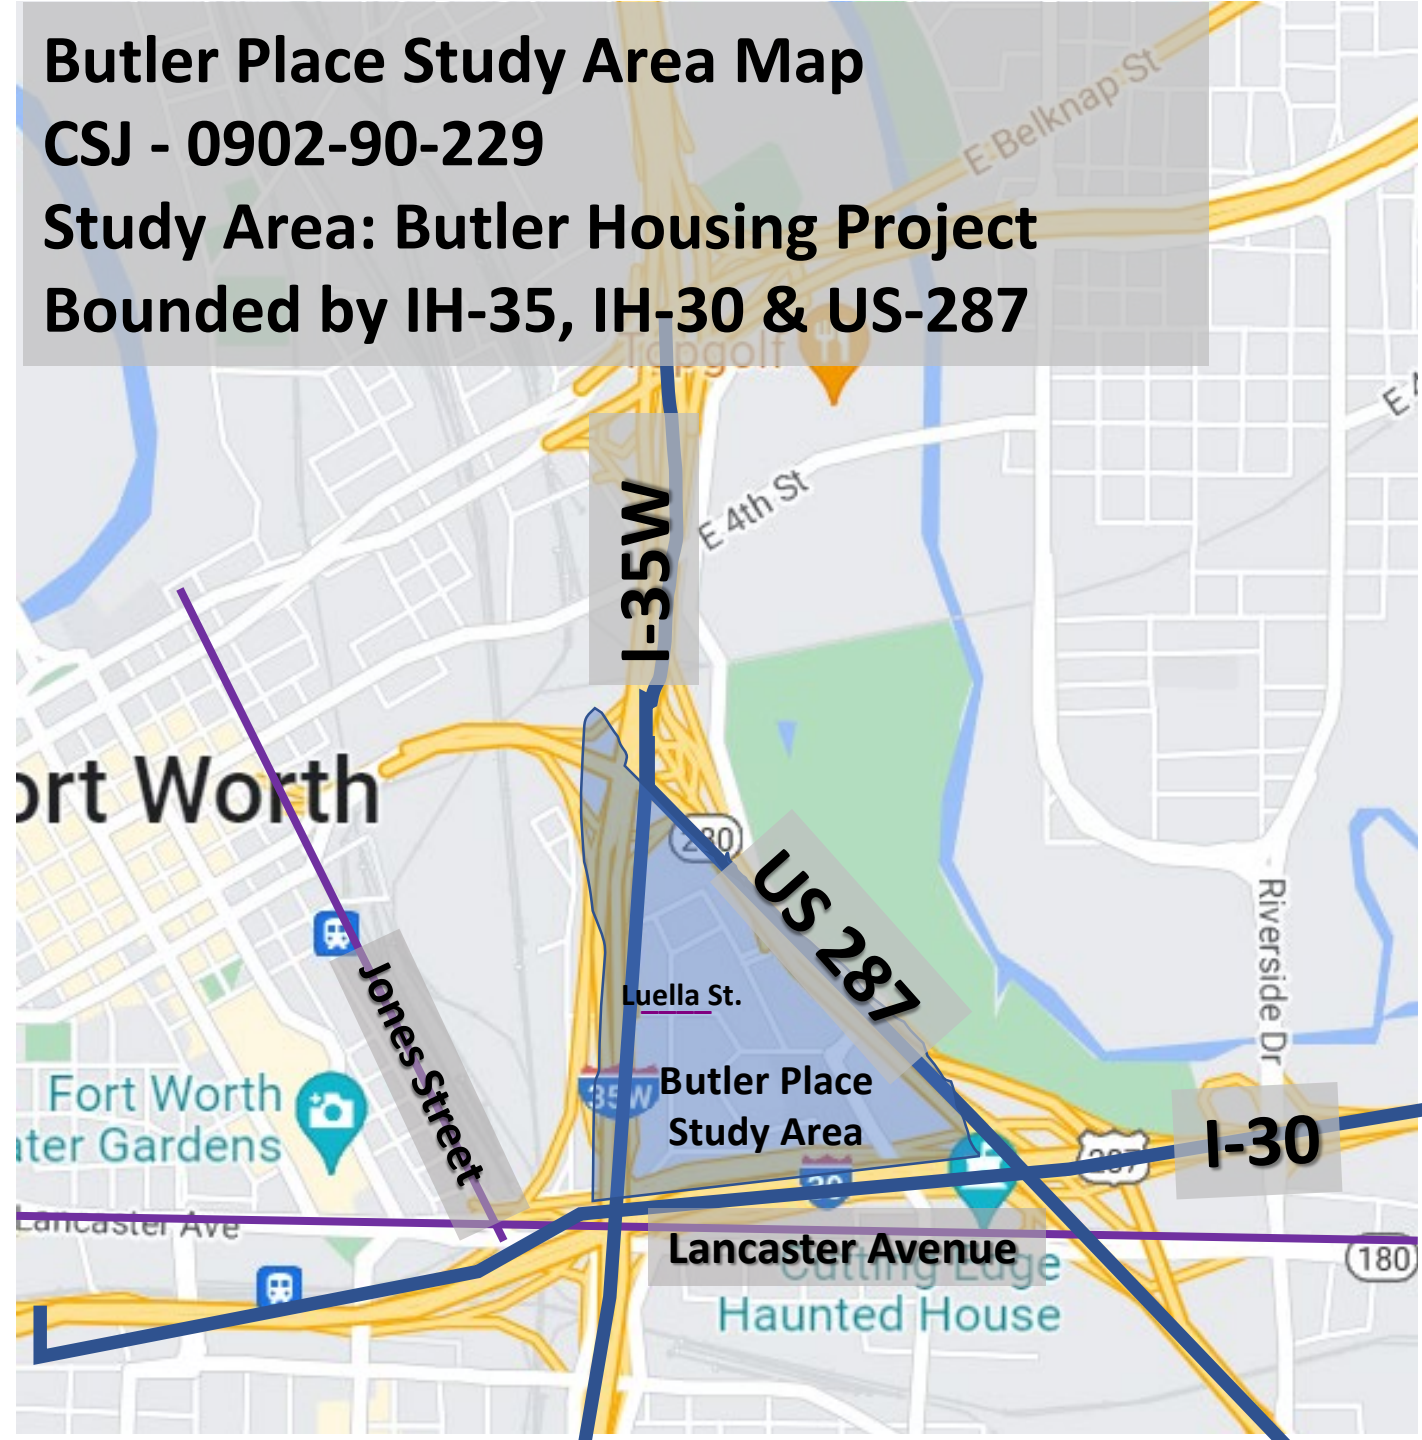 Butler Place Study Area Map
CSJ - 0902-90-229
Study Area: Butler Housing Project
Bounded by IH-35, IH-30 & US-287
E Belknap St
Topgolf
E 4th St
I-35W
ort Worth
280
US 287
Riverside Dr
Jones Street
Luella St.
35W
Butler Place
Study Area
Fort Worth
ater Gardens
30
287
I-30
Lancaster Ave
Lancaster Avenue
180
Cutting Edge
Haunted House